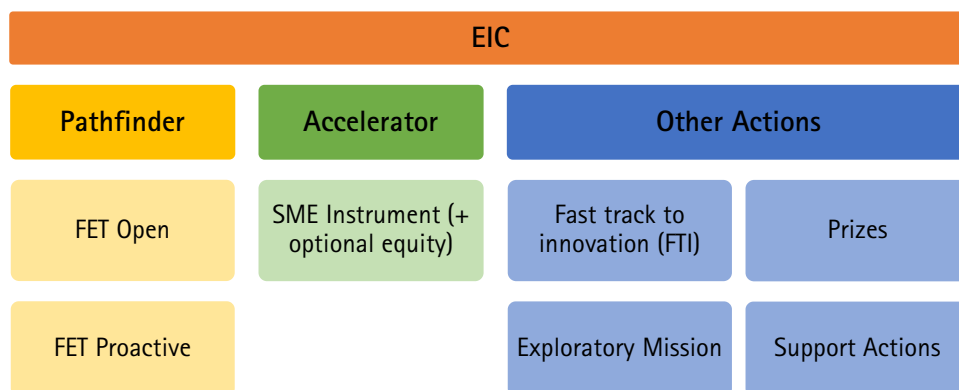 EIC
Pathfinder
Accelerator
Other Actions
FET Open
SME Instrument (+
optional equity)
Fast track to
innovation (FTI)
Prizes
FET Proactive
Exploratory Mission
Support Actions